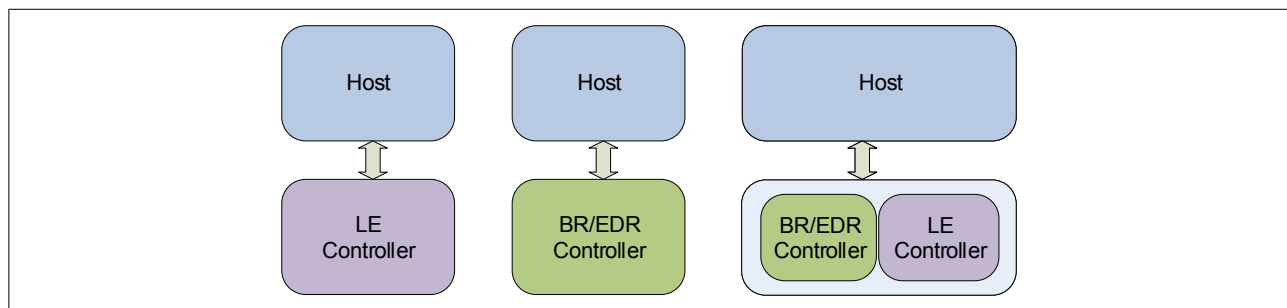 Host
Host
Host
LE
Controller
BR/EDR
Controller
BR/EDR
Controller
LE
Controller